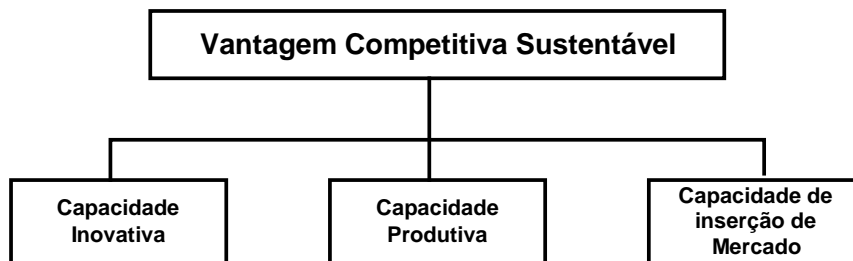 Vantagem Competitiva Sustentável
Capacidade
Inovativa
Capacidade
Produtiva
Capacidade de
inserção de
Mercado